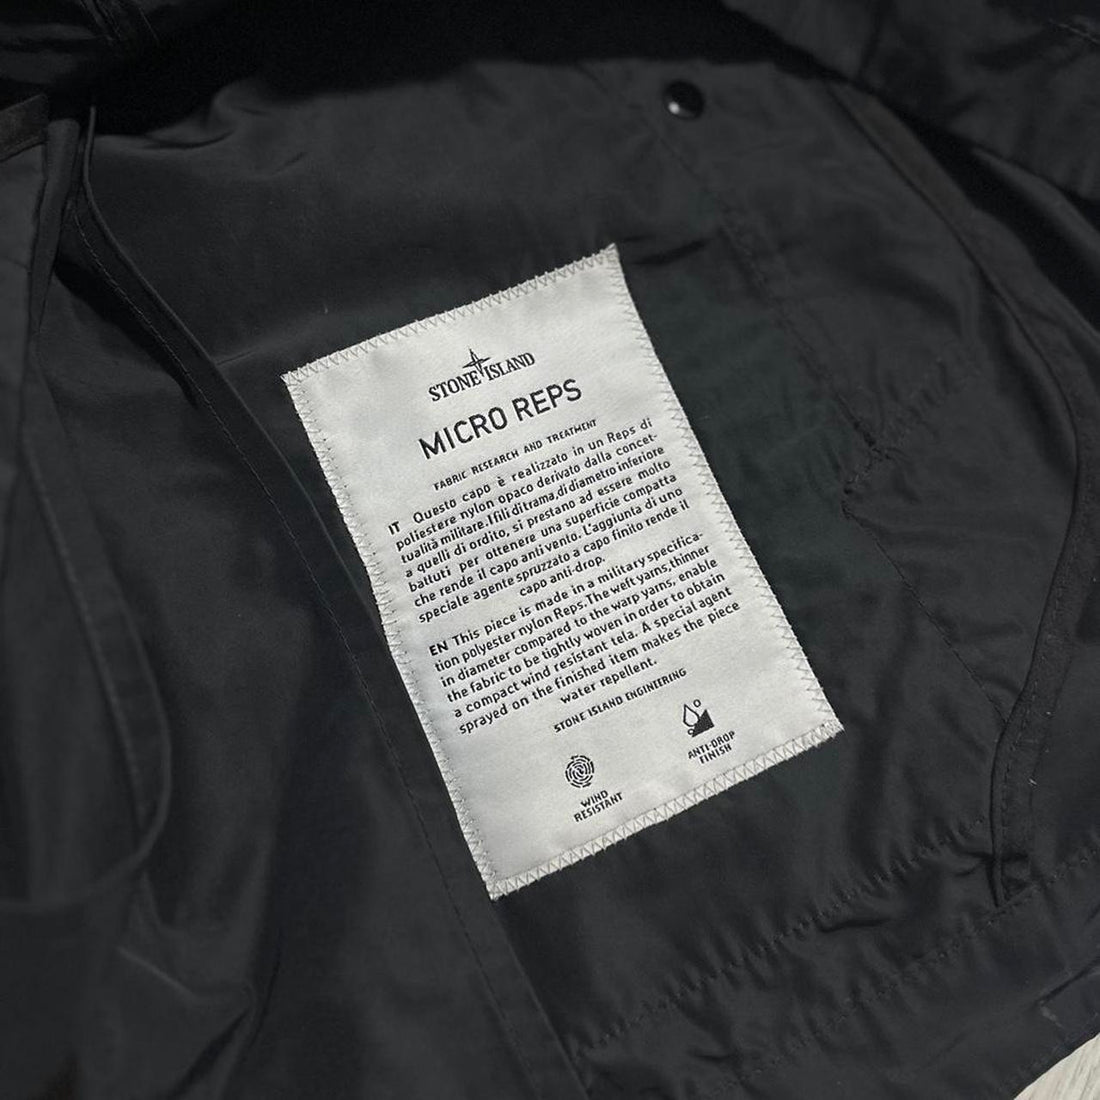 STONE ISLAND
MICRO REPS
FABRIC RESEARCH AND TREATMENT
IT Questo capo è realizzato in un Reps di
poliestere nylon opaco derivato dalla concet-
tualità militare. I fili di trama, di diametro inferiore
a quelli di ordito, si prestano ad essere molto
battuti per ottenere una superficie compatta
che rende il capo anti vento. L'aggiunta di uno
speciale agente spruzzato a capo finito rende il
capo anti-drop.
EN This piece is made in a military specifica-
tion polyester nylon Reps. The weft yarns, thinner
in diameter compared to the warp yarns, enable
the fabric to be tightly woven in order to obtain
a compact wind resistant tela. A special agent
sprayed on the finished item makes the piece
water repellent.
STONE ISLAND ENGINEERING
WIND
RESISTANT
ANTI-DROP
FINISH